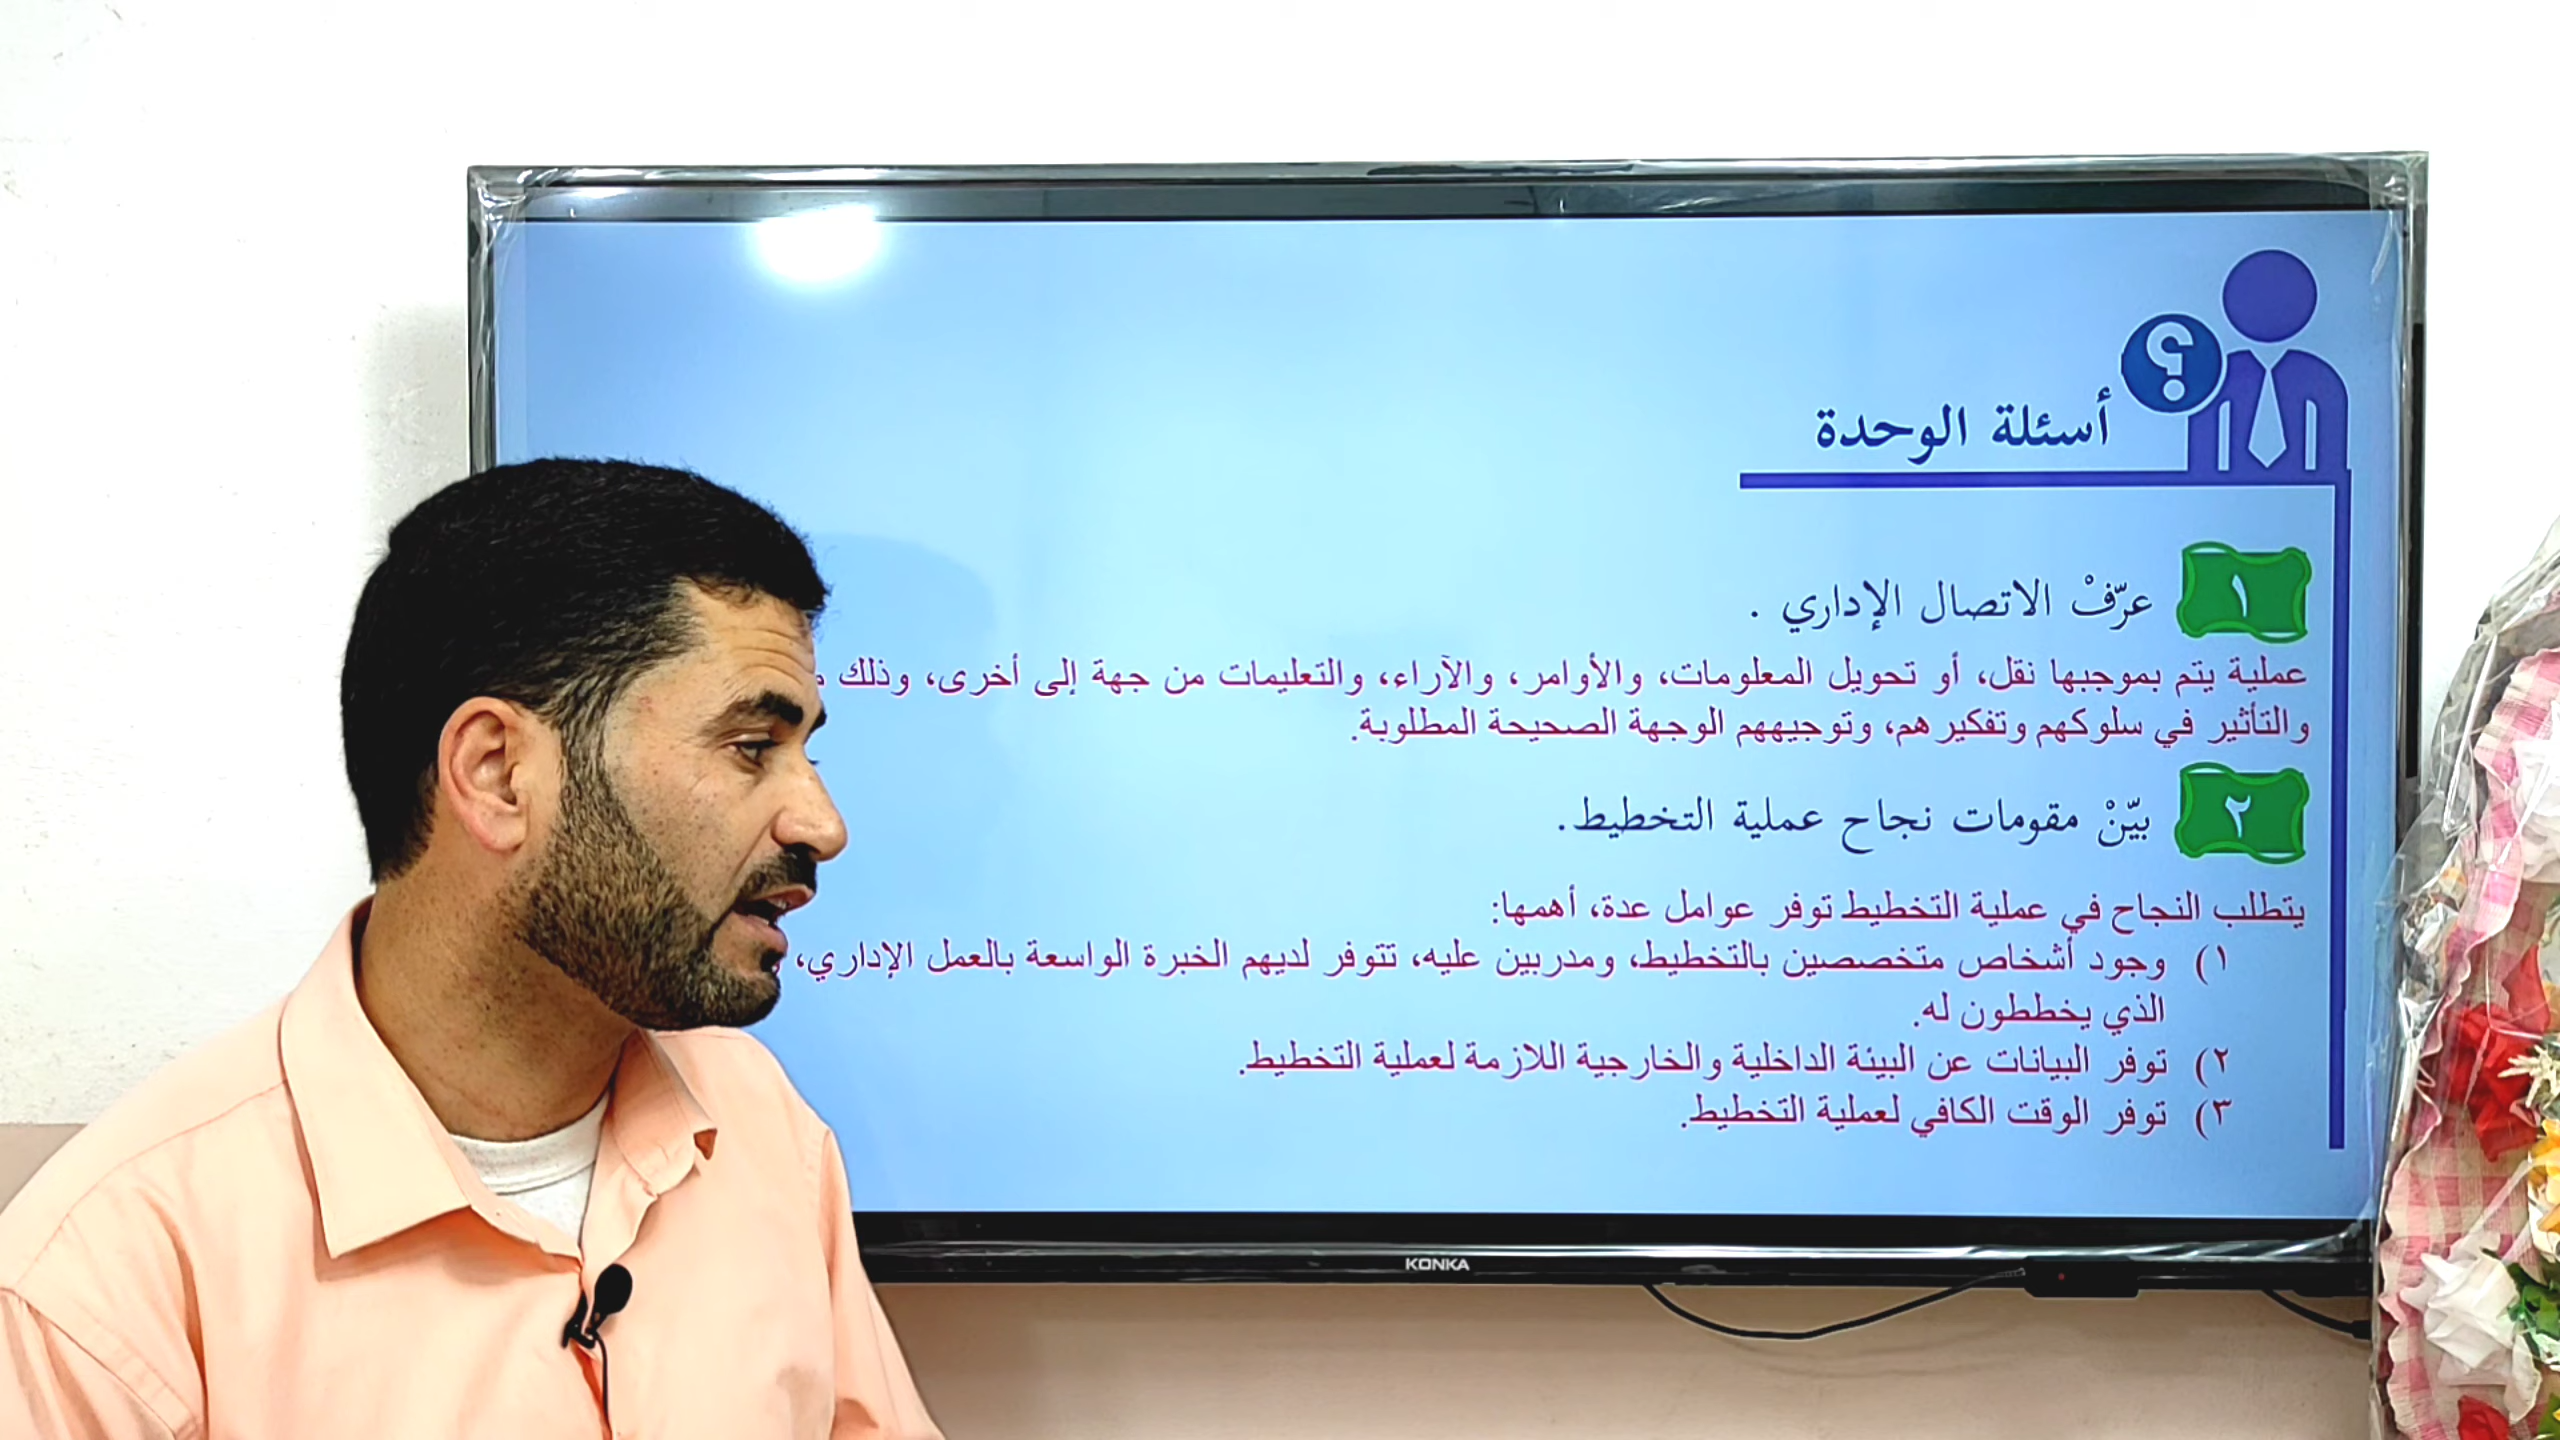 ؟
أسئلة الوحدة
١ عرّفْ الاتصال الإداري .
عملية يتم بموجبها نقل، أو تحويل المعلومات، والأوامر، والآراء، والتعليمات من جهة إلى أخرى، وذلك
والتأثير في سلوكهم وتفكيرهم، وتوجيههم الوجهة الصحيحة المطلوبة.
٢ بيّنْ مقومات نجاح عملية التخطيط.
يتطلب النجاح في عملية التخطيط توفر عوامل عدة، أهمها:
١) وجود أشخاص متخصصين بالتخطيط، ومدربين عليه، تتوفر لديهم الخبرة الواسعة بالعمل الإداري،
الذي يخططون له.
٢) توفر البيانات عن البيئة الداخلية والخارجية اللازمة لعملية التخطيط.
٣) توفر الوقت الكافي لعملية التخطيط.
KONKA